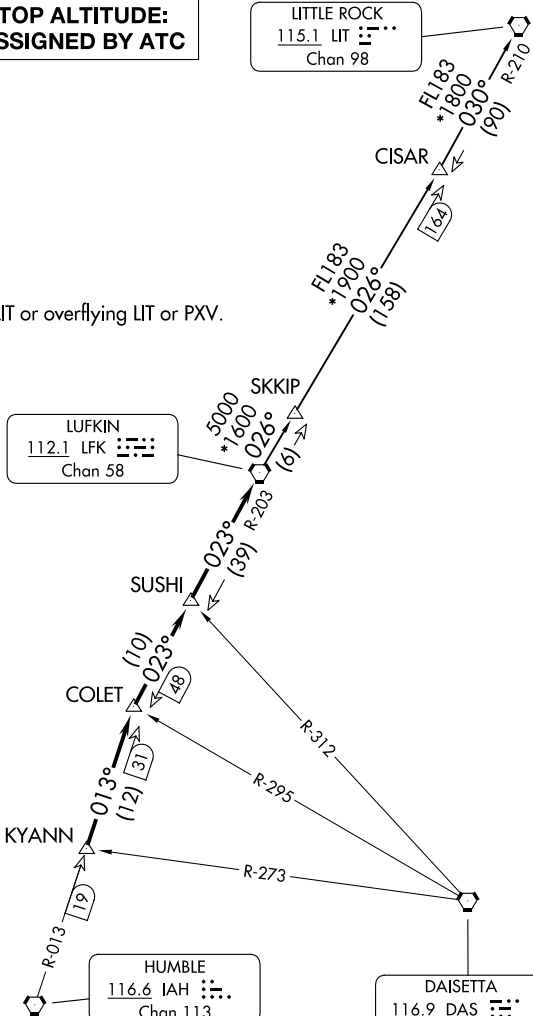 TOP ALTITUDE:
SSIGNED BY ATC
LITTLE ROCK
115.1 LIT
Chan 98
R-210
FL183
*1800
030°
(90)
CISAR
164
FL183
*1900
026°
(158)
IT or overflying LIT or PXV.
SKKIP
5000
*1600
026°
(6)
LUFKIN
112.1 LFK
Chan 58
R-203
023°
(39)
SUSHI
(10)
023°
48
COLET
31
013°
(12)
R-312
R-295
R-273
KYANN
19
R-013
HUMBLE
116.6 IAH
Chan 113
DAISETTA
116.9 DAS